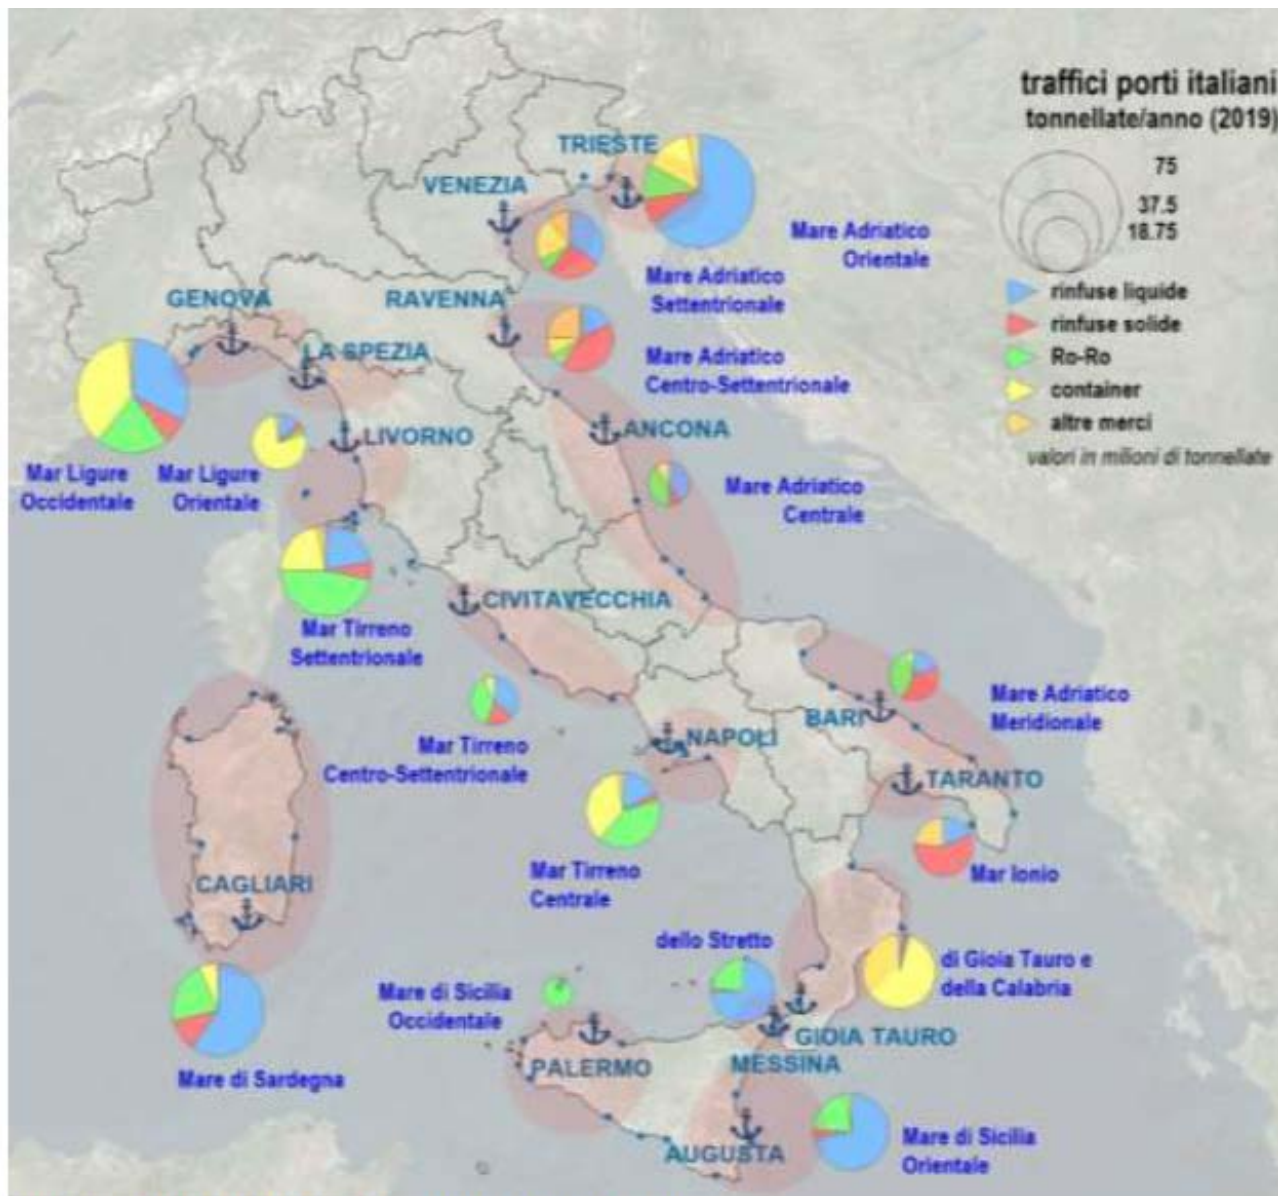 traffici porti italiani
tonnellate/anno (2019)
75
37.5
18.75
rinfuse liquide
rinfuse solide
Ro-Ro
container
altre merci
valori in milioni di tonnellate
TRIESTE
VENEZIA
Mare Adriatico
Orientale
Mare Adriatico
Settentrionale
GENOVA
RAVENNA
LA SPEZIA
Mare Adriatico
Centro-Settentrionale
LIVORNO
ANCONA
Mar Ligure
Occidentale
Mar Ligure
Orientale
Mare Adriatico
Centrale
CIVITAVECCHIA
Mar Tirreno
Settentrionale
Mare Adriatico
Meridionale
BARI
NAPOLI
Mar Tirreno
Centro-Settentrionale
TARANTO
Mar Tirreno
Centrale
Mar Ionio
CAGLIARI
dello Stretto
di Gioia Tauro e
della Calabria
Mare di Sicilia
Occidentale
GIOIA TAURO
PALERMO
MESSINA
Mare di Sardegna
AUGUSTA
Mare di Sicilia
Orientale